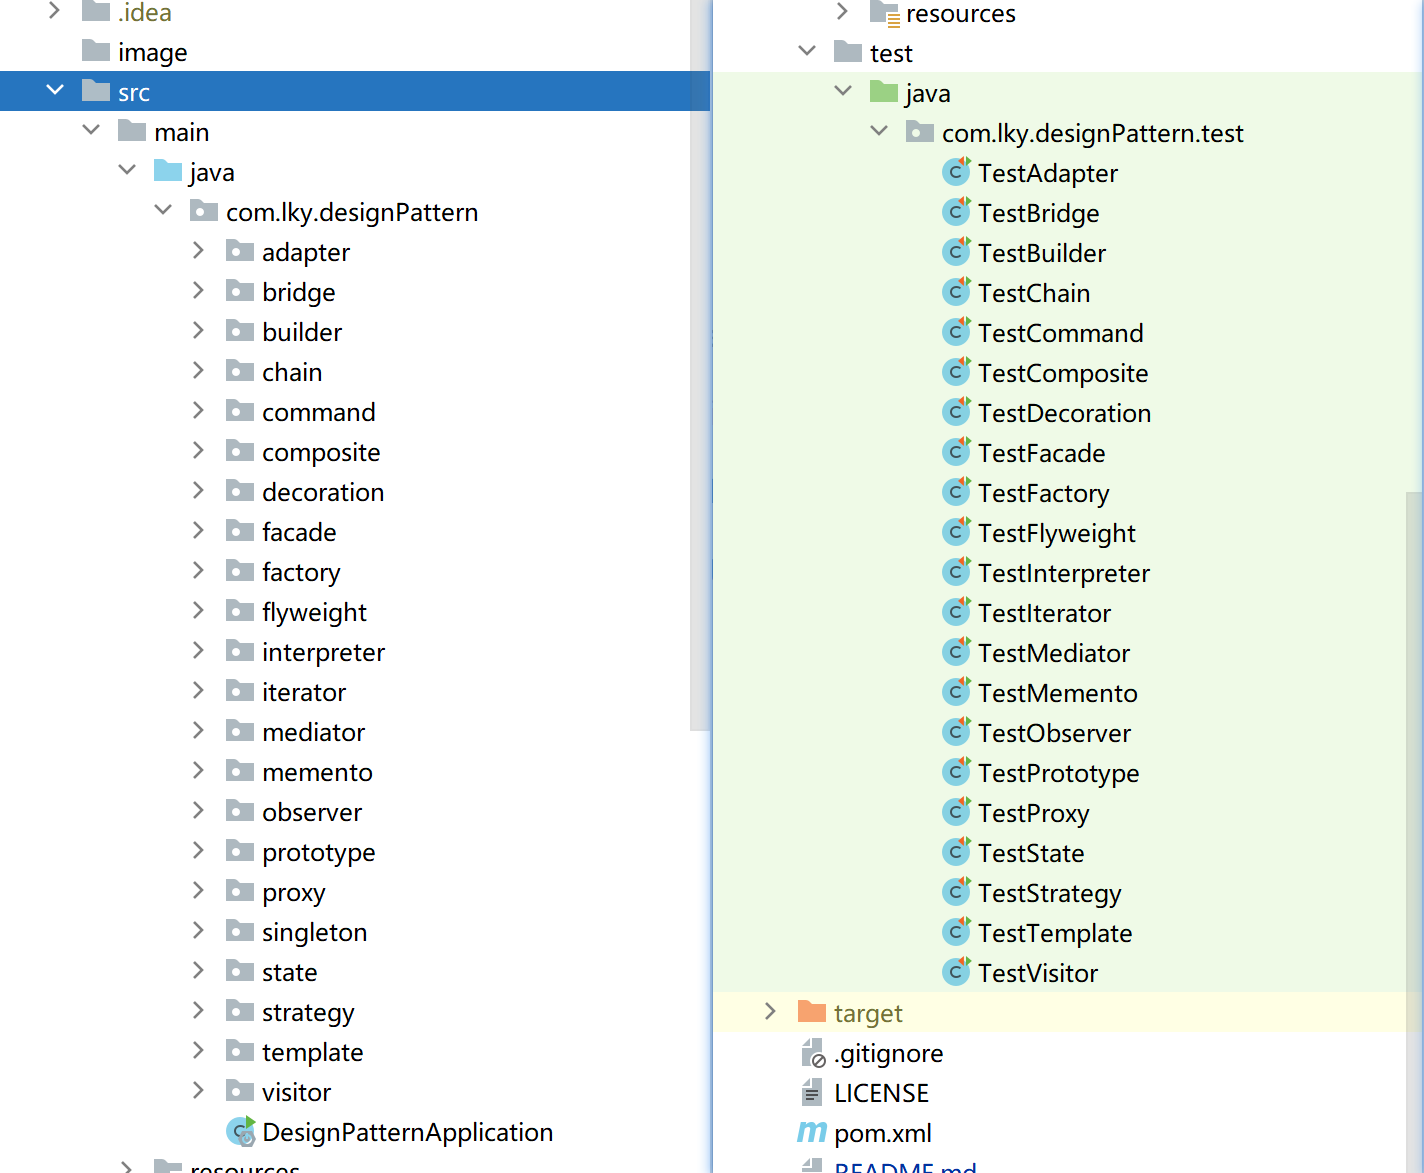 .idea
image
src
main
java
com.lky.designPattern
adapter
bridge
builder
chain
command
composite
decoration
facade
factory
flyweight
interpreter
iterator
mediator
memento
observer
prototype
proxy
singleton
state
strategy
template
visitor
DesignPatternApplication
resources
resources
test
java
com.lky.designPattern.test
TestAdapter
TestBridge
TestBuilder
TestChain
TestCommand
TestComposite
TestDecoration
TestFacade
TestFactory
TestFlyweight
TestInterpreter
TestIterator
TestMediator
TestMemento
TestObserver
TestPrototype
TestProxy
TestState
TestStrategy
TestTemplate
TestVisitor
target
.gitignore
LICENSE
pom.xml
README.md